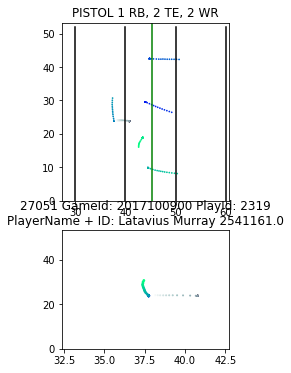 PISTOL 1 RB, 2 TE, 2 WR
50
40
30
20
10
0
30 40 50 60
27051 GameId: 2017100900 PlayId: 2319
PlayerName + ID: Latavius Murray 2541161.0
40
20
0
32.5 35.0 37.5 40.0 42.5